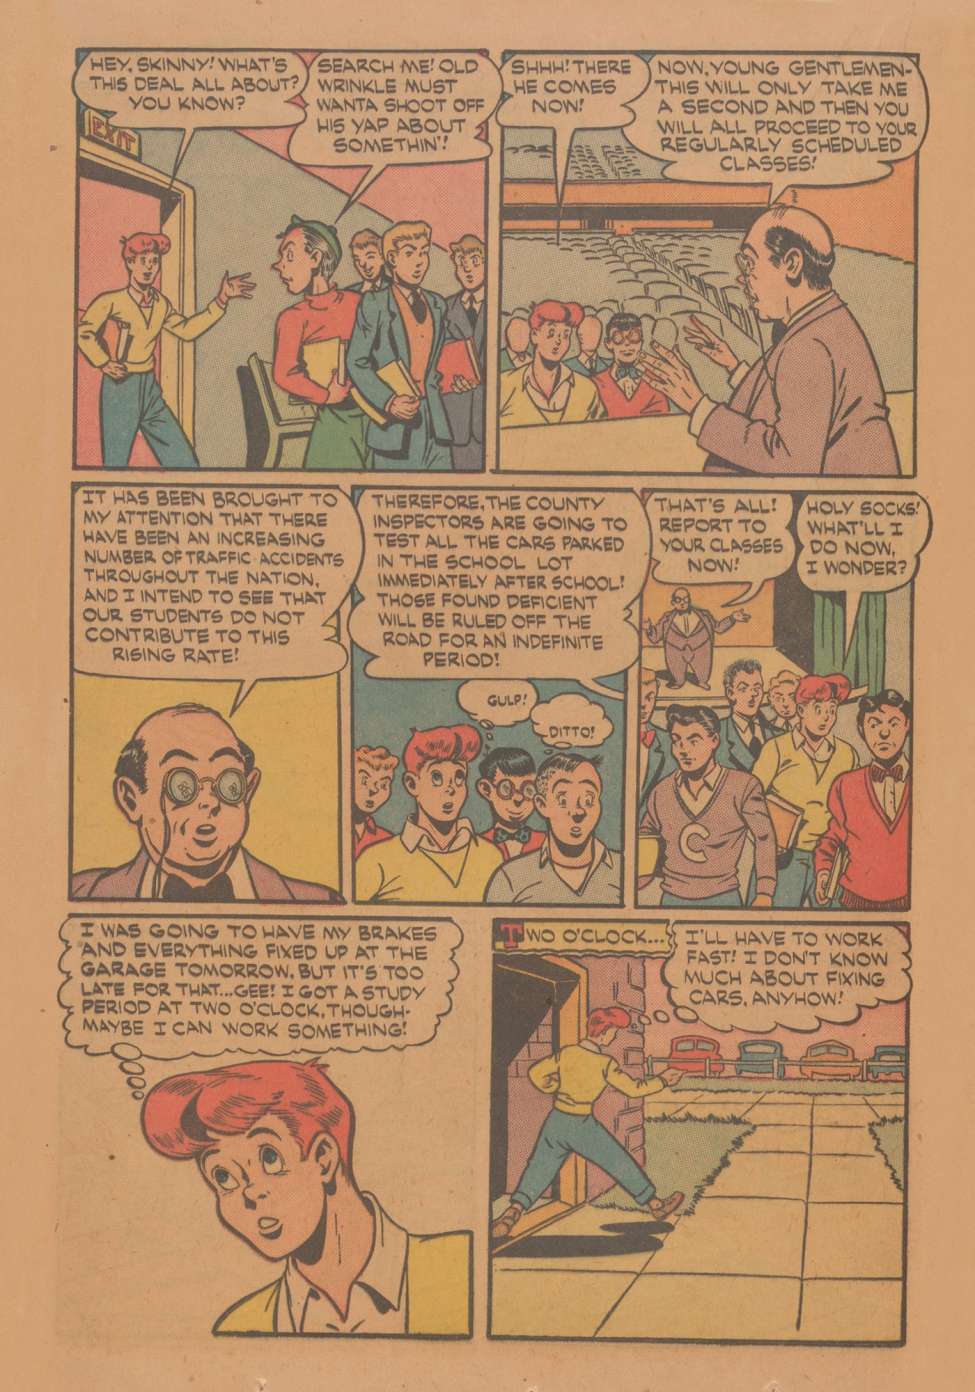 HEY, SKINNY! WHAT'S
THIS DEAL ALL ABOUT?
YOU KNOW?
SEARCH ME! OLD
WRINKLE MUST
WANTA SHOOT OFF
HIS YAP ABOUT
SOMETHIN'!
EXIT
SHHH! THERE
HE COMES
NOW!
NOW, YOUNG GENTLEMEN-
THIS WILL ONLY TAKE ME
A SECOND AND THEN YOU
WILL ALL PROCEED TO YOUR
REGULARLY SCHEDULED
CLASSES!
IT HAS BEEN BROUGHT TO
MY ATTENTION THAT THERE
HAVE BEEN AN INCREASING
NUMBER OF TRAFFIC ACCIDENTS
THROUGHOUT THE NATION,
AND I INTEND TO SEE THAT
OUR STUDENTS DO NOT
CONTRIBUTE TO THIS
RISING RATE!
THEREFORE, THE COUNTY
INSPECTORS ARE GOING TO
TEST ALL THE CARS PARKED
IN THE SCHOOL LOT
IMMEDIATELY AFTER SCHOOL!
THOSE FOUND DEFICIENT
WILL BE RULED OFF THE
ROAD FOR AN INDEFINITE
PERIOD!
GULP!
DITTO!
THAT'S ALL!
REPORT TO
YOUR CLASSES
NOW!
HOLY SOCKS!
WHAT'LL I
DO NOW,
I WONDER?
C
I WAS GOING TO HAVE MY BRAKES
AND EVERYTHING FIXED UP AT THE
GARAGE TOMORROW, BUT IT'S TOO
LATE FOR THAT...GEE! I GOT A STUDY
PERIOD AT TWO O'CLOCK, THOUGH-
MAYBE I CAN WORK SOMETHING!
TWO O'CLOCK...
I'LL HAVE TO WORK
FAST! I DON'T KNOW
MUCH ABOUT FIXING
CARS, ANYHOW!